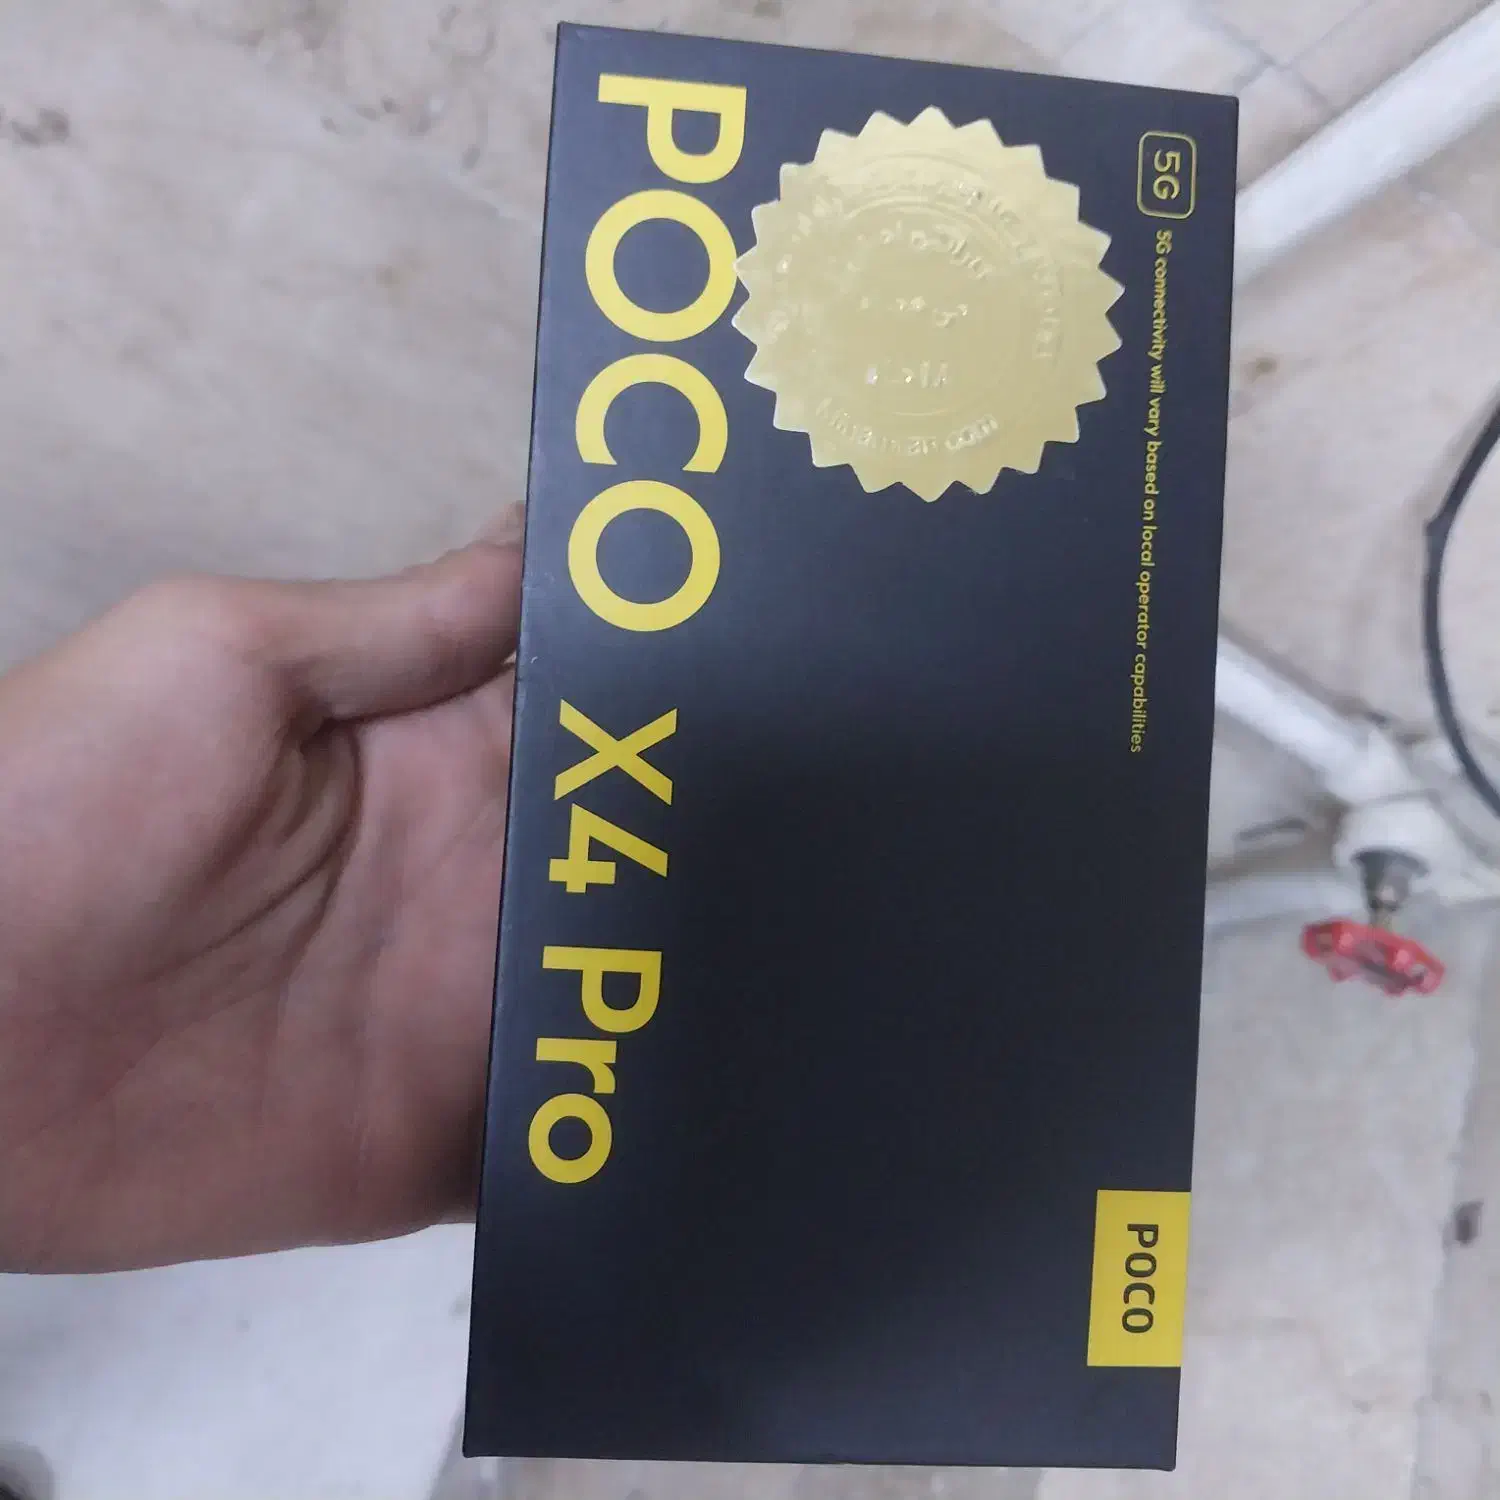 5G
5G connectivity will vary based on local operator capabilities
POCO X4 Pro
POCO